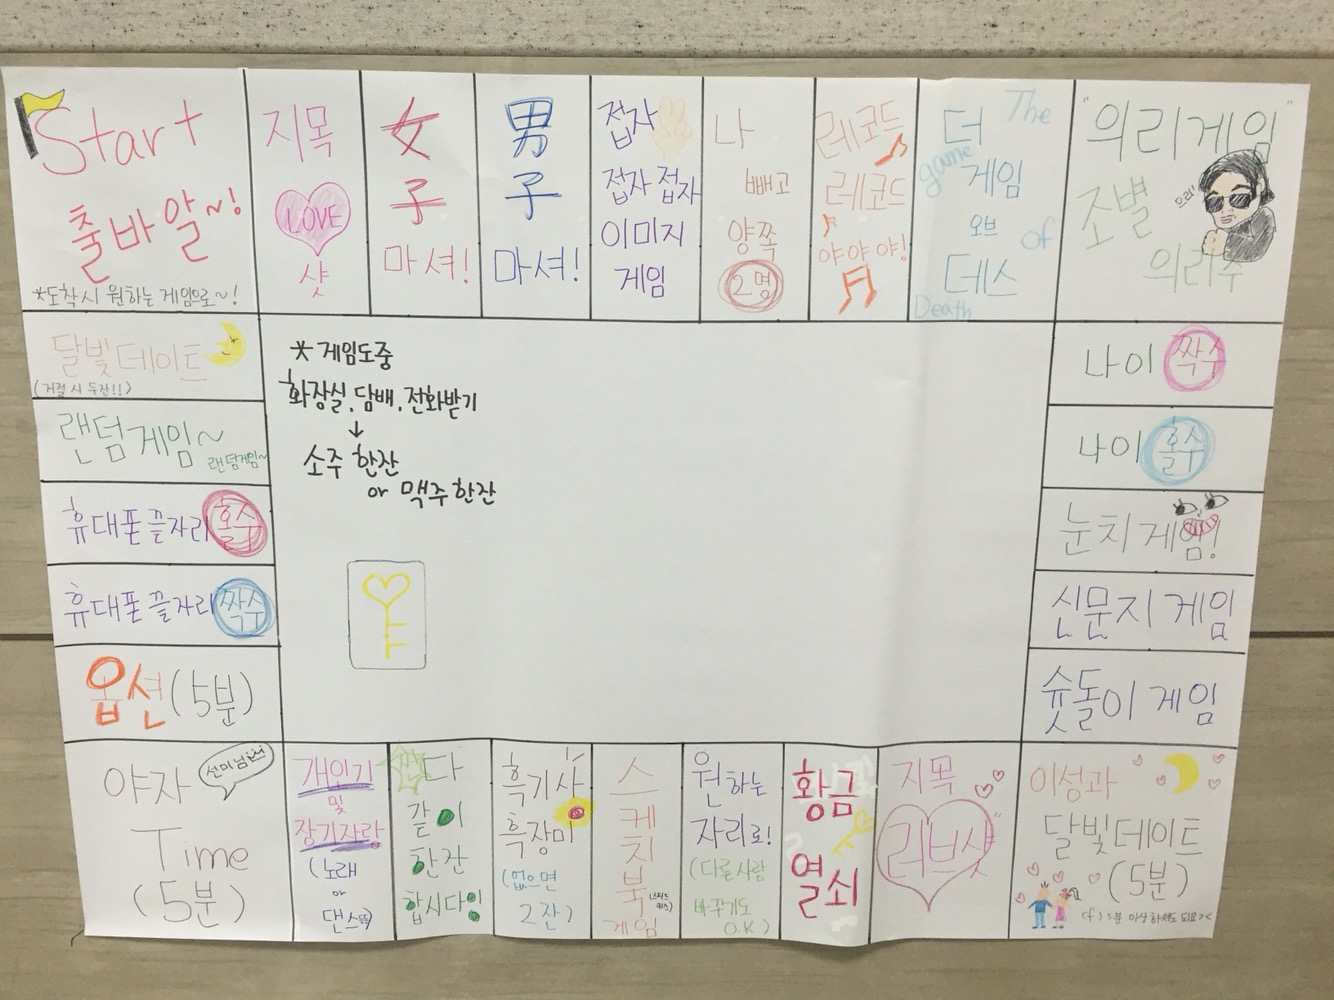 Start
출바알~!
*도착시 원하는 게임으로~!
지목
LOVE
샷
女
子
마셔!
男
子
마셔!
접자
접자 접자
이미지
게임
나
빼고
양쪽
2명
레코드
레코드
야야야!
더 The
game 게임
오브 of
데스
Death
"의리게임"
으리!
조별
의리주
나이 짝수
나이 홀수
눈치게임!
신문지 게임
슛돌이 게임
이성과
달빛데이트
(5분)
5분 이상 하셔도 되요><
지목
러브샷
황금
열쇠
원하는
자리로!
(다른사람
바꾸기도
O.K)
스
케
치
북
(스피드
퀴즈)
게임
흑기사
흑장미
(없으면
2잔)
다
같이
한잔
합시다!
개인기
및
장기자랑
(노래
or
댄스등)
야자
Time
(5분)
옵션(5분)
휴대폰끝자리 짝수
휴대폰끝자리 홀수
랜덤게임~
랜덤게임~
달빛데이트
(거절시 두잔!!)
* 게임도중
화장실, 담배, 전화받기
↓
소주 한잔
or 맥주 한잔